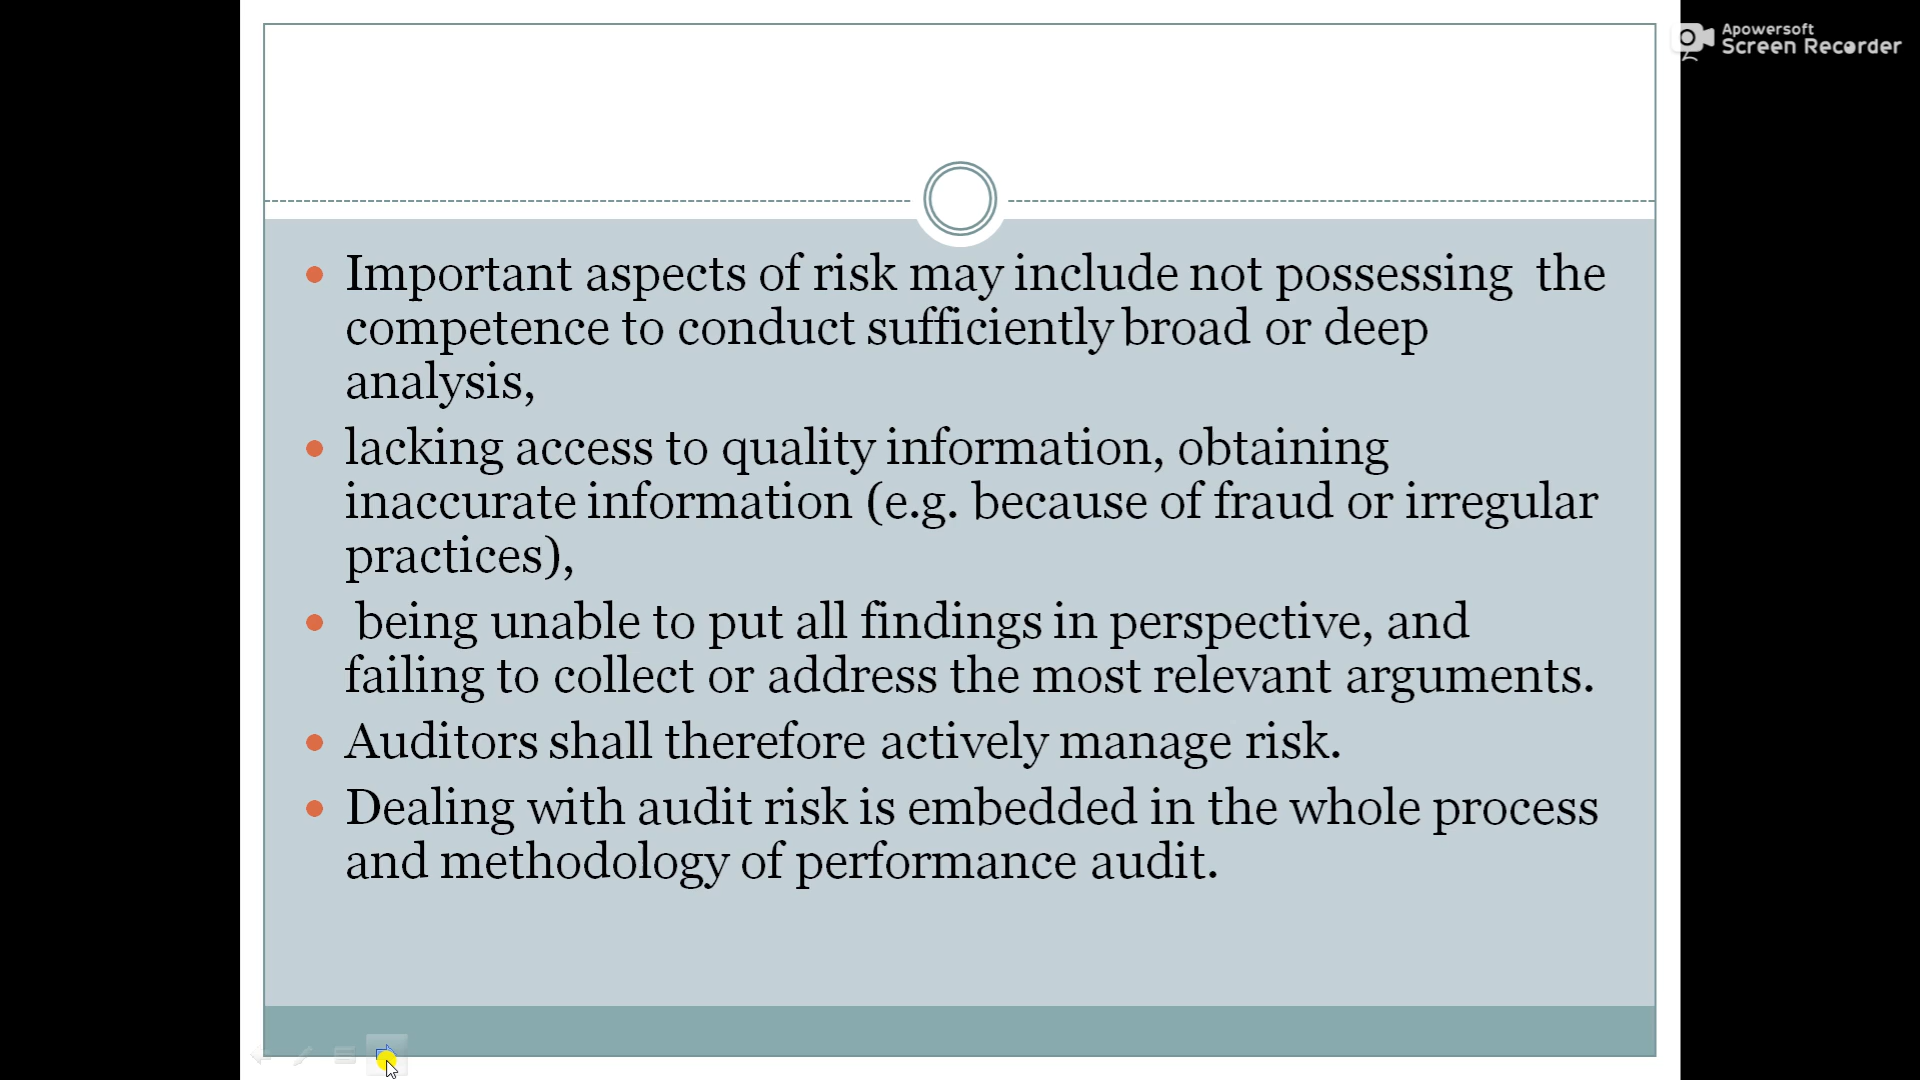 Apowersoft
Screen Recorder
Important aspects of risk may include not possessing the
competence to conduct sufficiently broad or deep
analysis,
lacking access to quality information, obtaining
inaccurate information (e.g. because of fraud or irregular
practices),
being unable to put all findings in perspective, and
failing to collect or address the most relevant arguments.
Auditors shall therefore actively manage risk.
Dealing with audit risk is embedded in the whole process
and methodology of performance audit.